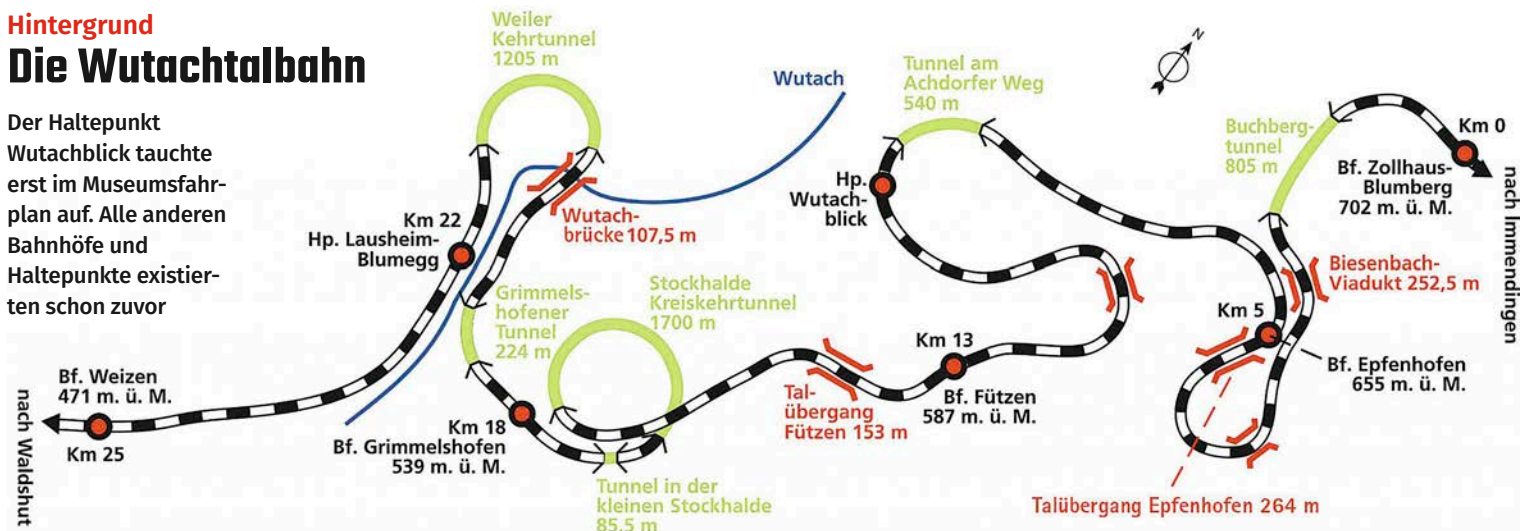 Hintergrund
Die Wutachtalbahn
Der Haltepunkt
Wutachblick tauchte
erst im Museumsfahr-
plan auf. Alle anderen
Bahnhöfe und
Haltepunkte existier-
ten schon zuvor
Weiler
Kehrtunnel
1205 m
Wutach
Tunnel am
Achdorfer Weg
540 m
N
Buchberg-
tunnel
805 m
Km 0
Bf. Zollhaus-
Blumberg
702 m. ü. M.
nach Immendingen
Km 22
Hp. Lausheim-
Blumegg
Wutach-
brücke 107,5 m
Hp.
Wutach-
blick
Biesenbach-
Viadukt 252,5 m
Grimmels-
hofener
Tunnel
224 m
Stockhalde
Kreiskehrtunnel
1700 m
Km 5
Bf. Epfenhofen
655 m. ü. M.
Km 13
Bf. Fützen
587 m. ü. M.
Tal-
übergang
Fützen 153 m
Bf. Weizen
471 m. ü. M.
Km 25
nach Waldshut
Km 18
Bf. Grimmelshofen
539 m. ü. M.
Tunnel in der
kleinen Stockhalde
85,5 m
Talübergang Epfenhofen 264 m